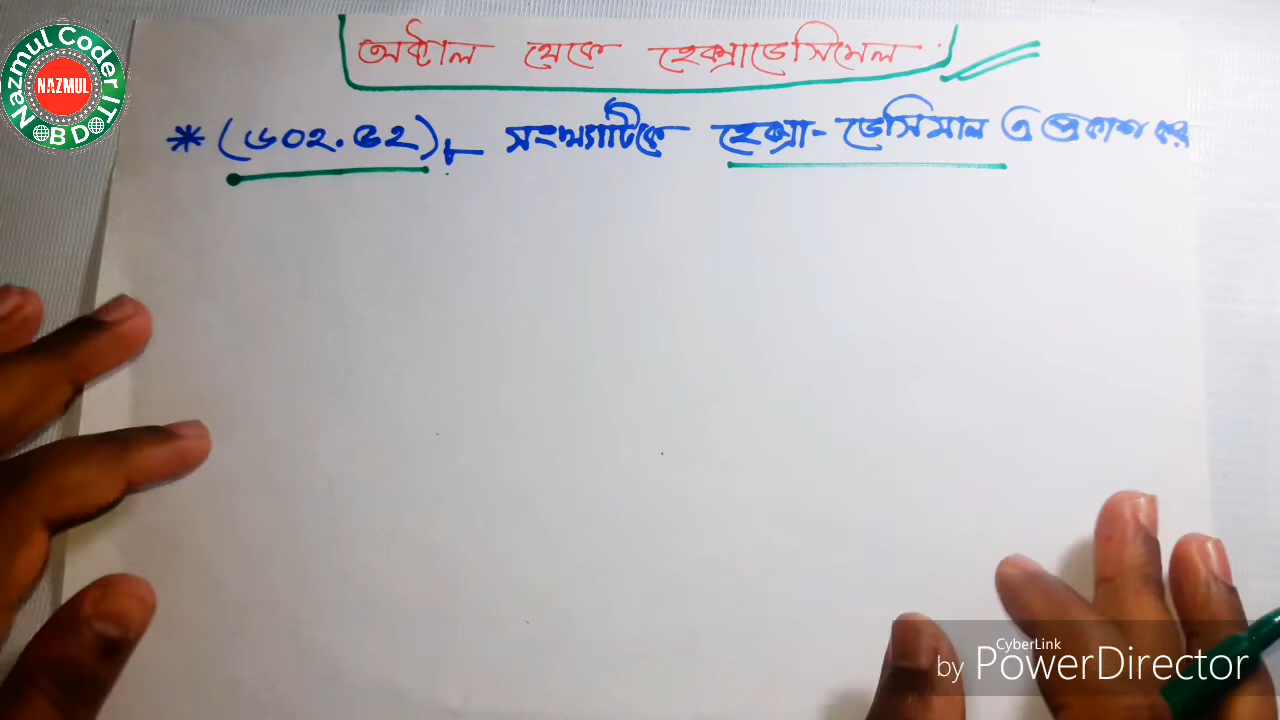 অক্টাল থেকে হেক্সাডেসিমেল
* (৬০২.৫২)৮ সংখ্যাটিকে হেক্সা-ডেসিমাল এ প্রকাশ কর
Nazmul Coder IT
NAZMUL
BD
CyberLink
by PowerDirector